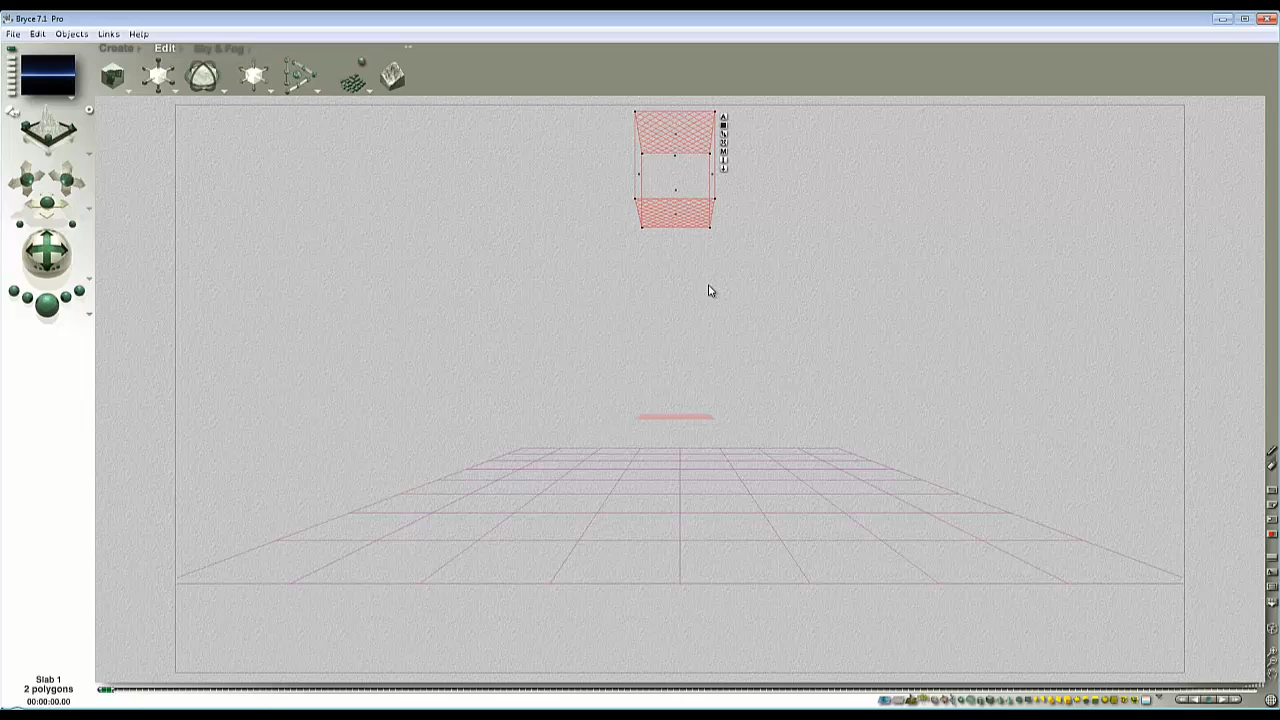 Bryce 7.1 Pro
File Edit Objects Links Help
Create Edit Sky & Fog
A
M
Slab 1
2 polygons
00:00:00.00